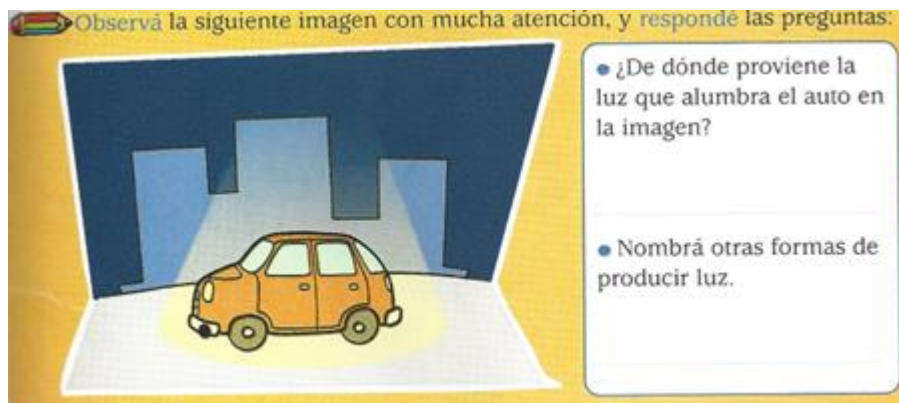 Observá la siguiente imagen con mucha atención, y respondé las preguntas:
● ¿De dónde proviene la
luz que alumbra el auto en
la imagen?
● Nombrá otras formas de
producir luz.